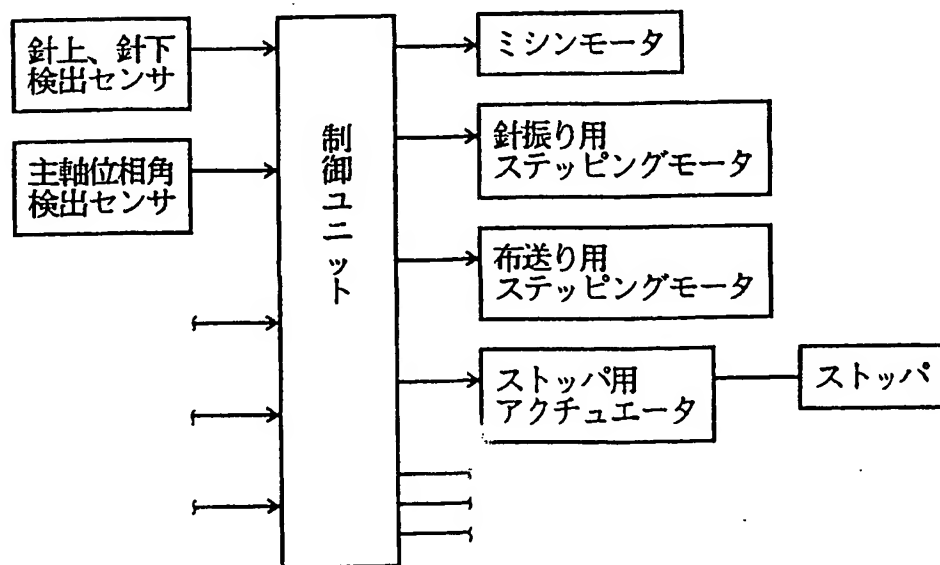 針上、針下
検出センサ
主軸位相角
検出センサ
制御ユニット
ミシンモータ
針振り用
ステッピングモータ
布送り用
ステッピングモータ
ストッパ用
アクチュエータ
ストッパ